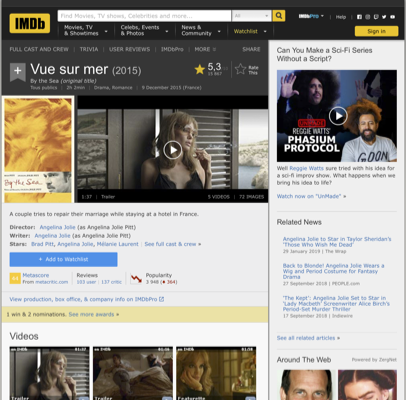 IMDb
Find Movies, TV shows, Celebrities and more...
All
IMDbPro
Help
Movies, TV
& Showtimes
Celebs, Events
& Photos
News &
Community
Watchlist
Sign in
FULL CAST AND CREW | TRIVIA | USER REVIEWS | IMDbPro | MORE
SHARE
Vue sur mer (2015)
By the Sea (original title)
Tous publics | 2h 2min | Drama, Romance | 9 December 2015 (France)
5,3
Rate
This
By the Sea
1:37 | Trailer
5 VIDEOS | 72 IMAGES
A couple tries to repair their marriage while staying at a hotel in France.
Director: Angelina Jolie (as Angelina Jolie Pitt)
Writer: Angelina Jolie (as Angelina Jolie Pitt)
Stars: Brad Pitt, Angelina Jolie, Mélanie Laurent | See full cast & crew »
+ Add to Watchlist
Metascore
From metacritic.com
Reviews
103 user | 137 critic
Popularity
3 948 ( 364)
View production, box office, & company info on IMDbPro
1 win & 2 nominations. See more awards »
Videos
Trailer
Featurette
Trailer
Can You Make a Sci-Fi Series
Without a Script?
REGGIE WATTS'
PHASIUM
PROTOCOL
Well Reggie Watts sure tried with his idea for
a sci-fi improv show. What happens when we
bring his idea to life?
Watch now on "UnMade" »
Related News
Angelina Jolie to Star in Taylor Sheridan's
'Those Who Wish Me Dead'
29 January 2019 | The Wrap
Back to Blonde! Angelina Jolie Wears a
Wig and Period Costume for Fantasy
Drama
27 September 2018 | PEOPLE.com
'The Kept': Angelina Jolie Set to Star in
'Lady Macbeth' Screenwriter Alice Birch's
Period-Set Murder Thriller
17 September 2018 | Indiewire
See all related articles »
Around The Web
Powered by ZergNet